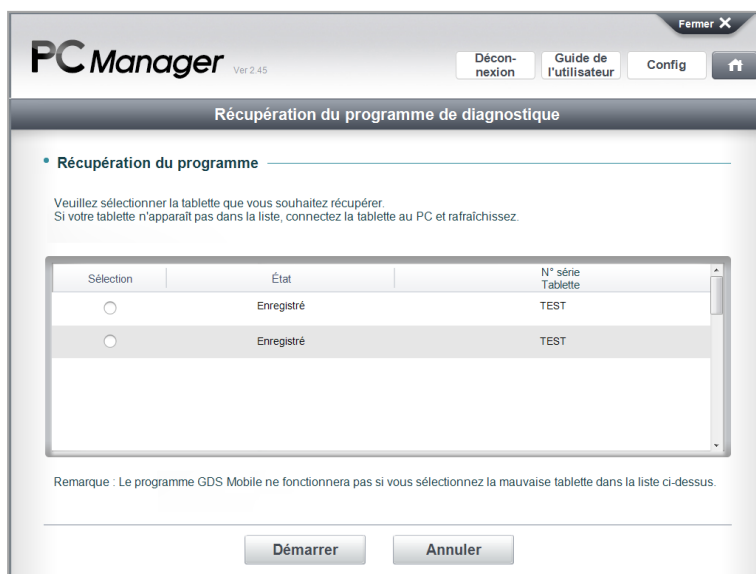 Fermer X
PC Manager Ver 2.45
Décon-
nexion
Guide de
l'utilisateur
Config
Récupération du programme de diagnostique
Récupération du programme
Veuillez sélectionner la tablette que vous souhaitez récupérer.
Si votre tablette n'apparaît pas dans la liste, connectez la tablette au PC et rafraîchissez.
Sélection État N° série
Tablette
Enregistré TEST
Enregistré TEST
Remarque : Le programme GDS Mobile ne fonctionnera pas si vous sélectionnez la mauvaise tablette dans la liste ci-dessus.
Démarrer Annuler